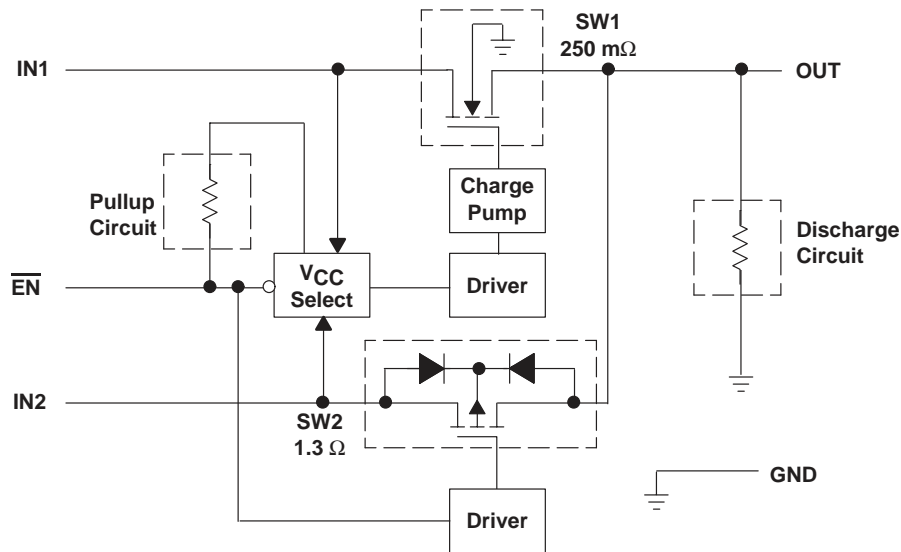 SW1
250 mΩ
IN1
OUT
Pullup
Circuit
Charge
Pump
Discharge
Circuit
EN
VCC
Select
Driver
IN2
SW2
1.3 Ω
GND
Driver